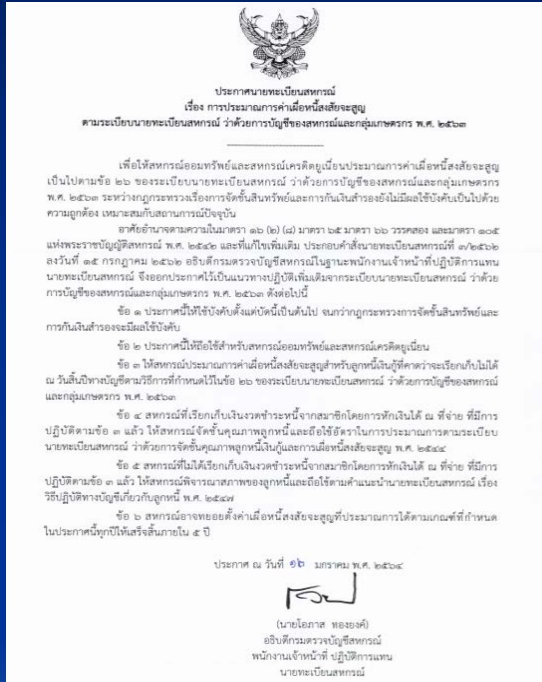 ประกาศนายทะเบียนสหกรณ์
เรื่อง การประมาณการค่าเผื่อหนี้สงสัยจะสูญ
ตามระเบียบนายทะเบียนสหกรณ์ ว่าด้วยการบัญชีของสหกรณ์และกลุ่มเกษตรกร พ.ศ. ๒๕๖๓
เพื่อให้สหกรณ์ออมทรัพย์และสหกรณ์เครดิตยูเนี่ยนประมาณการค่าเผื่อหนี้สงสัยจะสูญ
เป็นไปตามข้อ ๒๖ ของระเบียบนายทะเบียนสหกรณ์ ว่าด้วยการบัญชีของสหกรณ์และกลุ่มเกษตรกร
พ.ศ. ๒๕๖๓ ระหว่างกฎกระทรวงเรื่องการจัดชั้นสินทรัพย์และการกันเงินสำรองยังไม่มีผลใช้บังคับเป็นไปด้วย
ความถูกต้อง เหมาะสมกับสถานการณ์ปัจจุบัน
อาศัยอำนาจตามความในมาตรา ๑๖ (๒) (๘) มาตรา ๖๕ มาตรา ๖๖ วรรคสอง และมาตรา ๑๐๕
แห่งพระราชบัญญัติสหกรณ์ พ.ศ. ๒๕๔๒ และที่แก้ไขเพิ่มเติม ประกอบคำสั่งนายทะเบียนสหกรณ์ที่ ๓/๒๕๖๒
ลงวันที่ ๑๕ กรกฎาคม ๒๕๖๒ อธิบดีกรมตรวจบัญชีสหกรณ์ในฐานะพนักงานเจ้าหน้าที่ปฏิบัติการแทน
นายทะเบียนสหกรณ์ จึงออกประกาศไว้เป็นแนวทางปฏิบัติเพิ่มเติมจากระเบียบนายทะเบียนสหกรณ์ ว่าด้วย
การบัญชีของสหกรณ์และกลุ่มเกษตรกร พ.ศ. ๒๕๖๓ ดังต่อไปนี้
ข้อ ๑ ประกาศนี้ให้ใช้บังคับตั้งแต่บัดนี้เป็นต้นไป จนกว่ากฎกระทรวงการจัดชั้นสินทรัพย์และ
การกันเงินสำรองจะมีผลใช้บังคับ
ข้อ ๒ ประกาศนี้ให้ถือใช้สำหรับสหกรณ์ออมทรัพย์และสหกรณ์เครดิตยูเนี่ยน
ข้อ ๓ ให้สหกรณ์ประมาณการค่าเผื่อหนี้สงสัยจะสูญสำหรับลูกหนี้เงินกู้ที่คาดว่าจะเรียกเก็บไม่ได้
ณ วันสิ้นปีทางบัญชีตามวิธีการที่กำหนดไว้ในข้อ ๒๖ ของระเบียบนายทะเบียนสหกรณ์ ว่าด้วยการบัญชีของสหกรณ์
และกลุ่มเกษตรกร พ.ศ. ๒๕๖๓
ข้อ ๔ สหกรณ์ที่เรียกเก็บเงินงวดชำระหนี้จากสมาชิกโดยการหักเงินได้ ณ ที่จ่าย ที่มีการ
ปฏิบัติตามข้อ ๓ แล้ว ให้สหกรณ์จัดชั้นคุณภาพลูกหนี้และถือใช้อัตราในการประมาณการตามระเบียบ
นายทะเบียนสหกรณ์ ว่าด้วยการจัดชั้นคุณภาพลูกหนี้เงินกู้และการเผื่อหนี้สงสัยจะสูญ พ.ศ. ๒๕๔๔
ข้อ ๕ สหกรณ์ที่ไม่ได้เรียกเก็บเงินงวดชำระหนี้จากสมาชิกโดยการหักเงินได้ ณ ที่จ่าย ที่มีการ
ปฏิบัติตามข้อ ๓ แล้ว ให้สหกรณ์พิจารณาสภาพของลูกหนี้และถือใช้ตามคำแนะนำนายทะเบียนสหกรณ์ เรื่อง
วิธีปฏิบัติทางบัญชีเกี่ยวกับลูกหนี้ พ.ศ. ๒๕๔๗
ข้อ ๖ สหกรณ์อาจทยอยตั้งค่าเผื่อหนี้สงสัยจะสูญที่ประมาณการได้ตามเกณฑ์ที่กำหนด
ในประกาศนี้ทุกปีให้เสร็จสิ้นภายใน ๕ ปี
ประกาศ ณ วันที่ ๑๒ มกราคม พ.ศ. ๒๕๖๔
(นายโอภาส ทองยงค์)
อธิบดีกรมตรวจบัญชีสหกรณ์
พนักงานเจ้าหน้าที่ ปฏิบัติการแทน
นายทะเบียนสหกรณ์